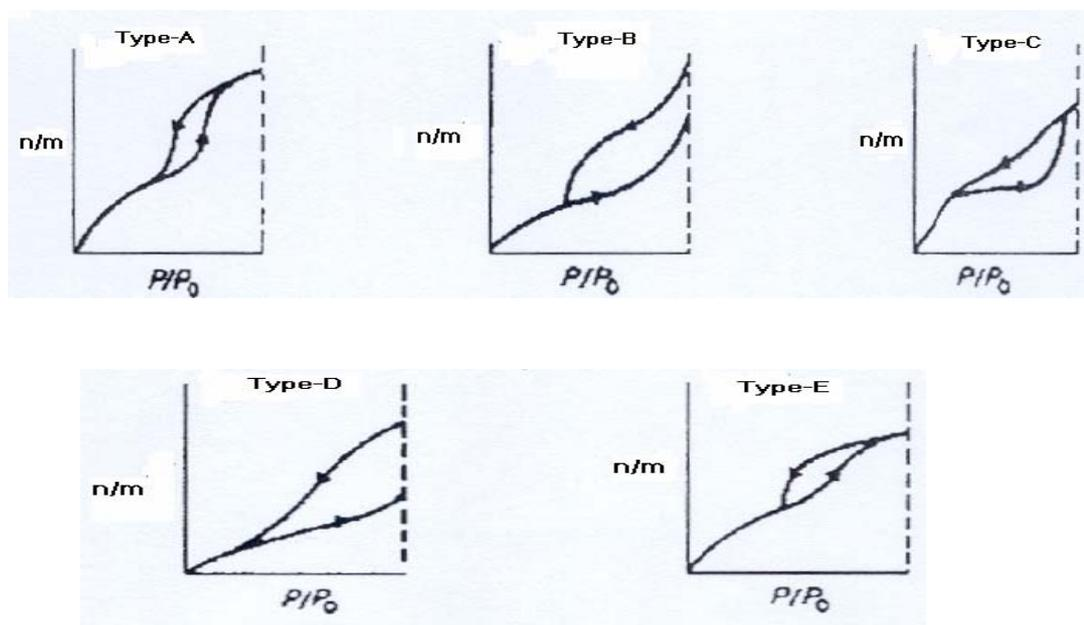 Type-A
Type-B
Type-C
n/m
n/m
n/m
P/P₀
P/P₀
P/P₀
Type-D
Type-E
n/m
n/m
P/P₀
P/P₀